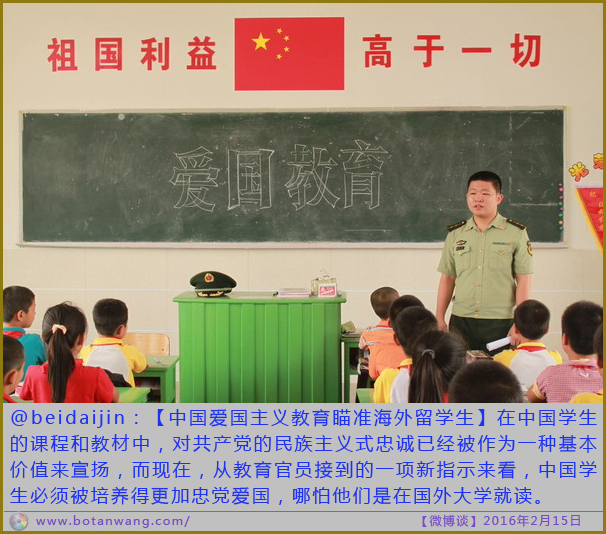 祖国利益 高于一切
爱国教育
@beidaijin：【中国爱国主义教育瞄准海外留学生】在中国学生
的课程和教材中，对共产党的民族主义式忠诚已经被作为一种基本
价值来宣扬，而现在，从教育官员接到的一项新指示来看，中国学
生必须被培养得更加忠党爱国，哪怕他们是在国外大学就读。
www.botanwang.com/ 【微博谈】2016年2月15日